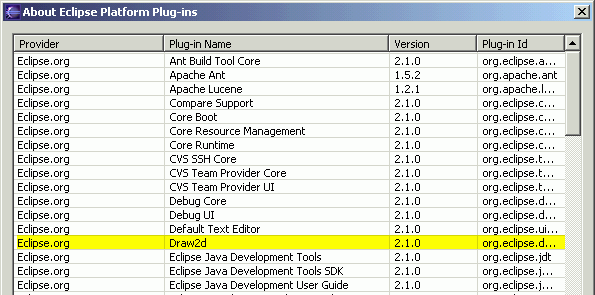 About Eclipse Platform Plug-ins
Provider Plug-in Name Version Plug-in Id
Eclipse.org Ant Build Tool Core 2.1.0 org.eclipse.a...
Eclipse.org Apache Ant 1.5.2 org.apache.ant
Eclipse.org Apache Lucene 1.2.1 org.apache.l...
Eclipse.org Compare Support 2.1.0 org.eclipse.c...
Eclipse.org Core Boot 2.1.0 org.eclipse.c...
Eclipse.org Core Resource Management 2.1.0 org.eclipse.c...
Eclipse.org Core Runtime 2.1.0 org.eclipse.c...
Eclipse.org CVS SSH Core 2.1.0 org.eclipse.t...
Eclipse.org CVS Team Provider Core 2.1.0 org.eclipse.t...
Eclipse.org CVS Team Provider UI 2.1.0 org.eclipse.t...
Eclipse.org Debug Core 2.1.0 org.eclipse.d...
Eclipse.org Debug UI 2.1.0 org.eclipse.d...
Eclipse.org Default Text Editor 2.1.0 org.eclipse.ui...
Eclipse.org Draw2d 2.1.0 org.eclipse.d...
Eclipse.org Eclipse Java Development Tools 2.1.0 org.eclipse.jdt
Eclipse.org Eclipse Java Development Tools SDK 2.1.0 org.eclipse.j...
Eclipse.org Eclipse Java Development User Guide 2.1.0 org.eclipse.j...